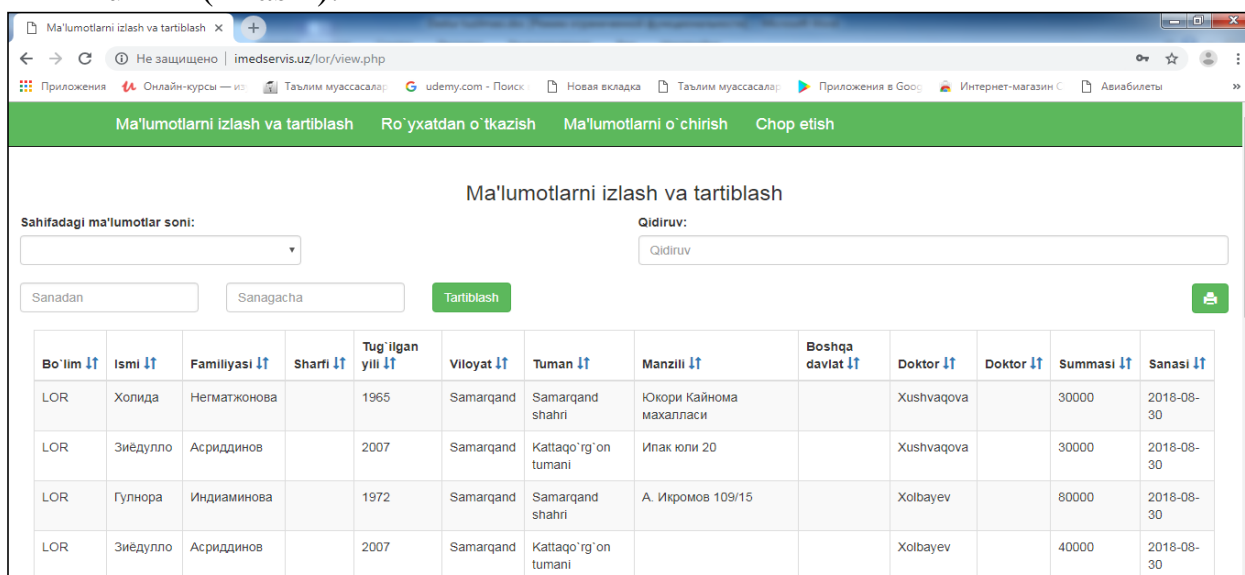 Ma'lumotlarni izlash va tartiblash
Не защищено | imedservis.uz/lor/view.php
Приложения Онлайн-курсы — из Таълим муассасалар udemy.com - Поиск Новая вкладка Таълим муассасалар Приложения в Goog Интернет-магазин C Авиабилеты »
Ma'lumotlarni izlash va tartiblash Ro`yxatdan o`tkazish Ma'lumotlarni o`chirish Chop etish
Ma'lumotlarni izlash va tartiblash
Sahifadagi ma'lumotlar soni: Qidiruv:
Qidiruv
Sanadan Sanagacha Tartiblash
Bo`lim Ismi Familiyasi Sharfi Tug`ilgan yili Viloyat Tuman Manzili Boshqa davlat Doktor Doktor Summasi Sanasi
LOR Холида Негматжонова 1965 Samarqand Samarqand shahri Юкори Кайнома махалласи Xushvaqova 30000 2018-08-30
LOR Зиёдулло Асриддинов 2007 Samarqand Kattaqo`rg`on tumani Ипак юли 20 Xushvaqova 30000 2018-08-30
LOR Гулнора Индиаминова 1972 Samarqand Samarqand shahri А. Икромов 109/15 Xolbayev 80000 2018-08-30
LOR Зиёдулло Асриддинов 2007 Samarqand Kattaqo`rg`on tumani Xolbayev 40000 2018-08-30